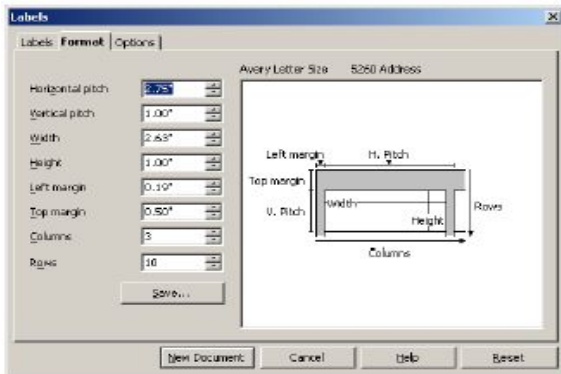 Labels
Labels Format Options
Avery Letter Size 5260 Address
Horizontal pitch 2.75"
Vertical pitch 1.00"
Width 2.63"
Height 1.00"
Left margin 0.19"
Top margin 0.50"
Columns 3
Rows 10
Save...
Left margin H. Pitch
Top margin
V. Pitch Width Height Rows
Columns
New Document Cancel Help Reset